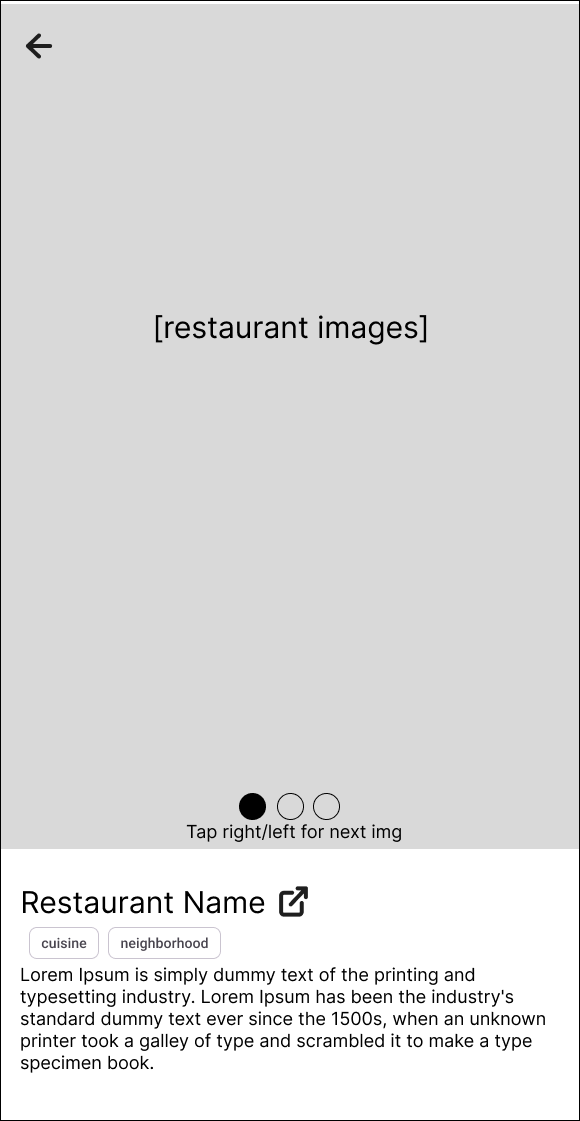 [restaurant images]
Tap right/left for next img
Restaurant Name
cuisine neighborhood
Lorem Ipsum is simply dummy text of the printing and
typesetting industry. Lorem Ipsum has been the industry's
standard dummy text ever since the 1500s, when an unknown
printer took a galley of type and scrambled it to make a type
specimen book.